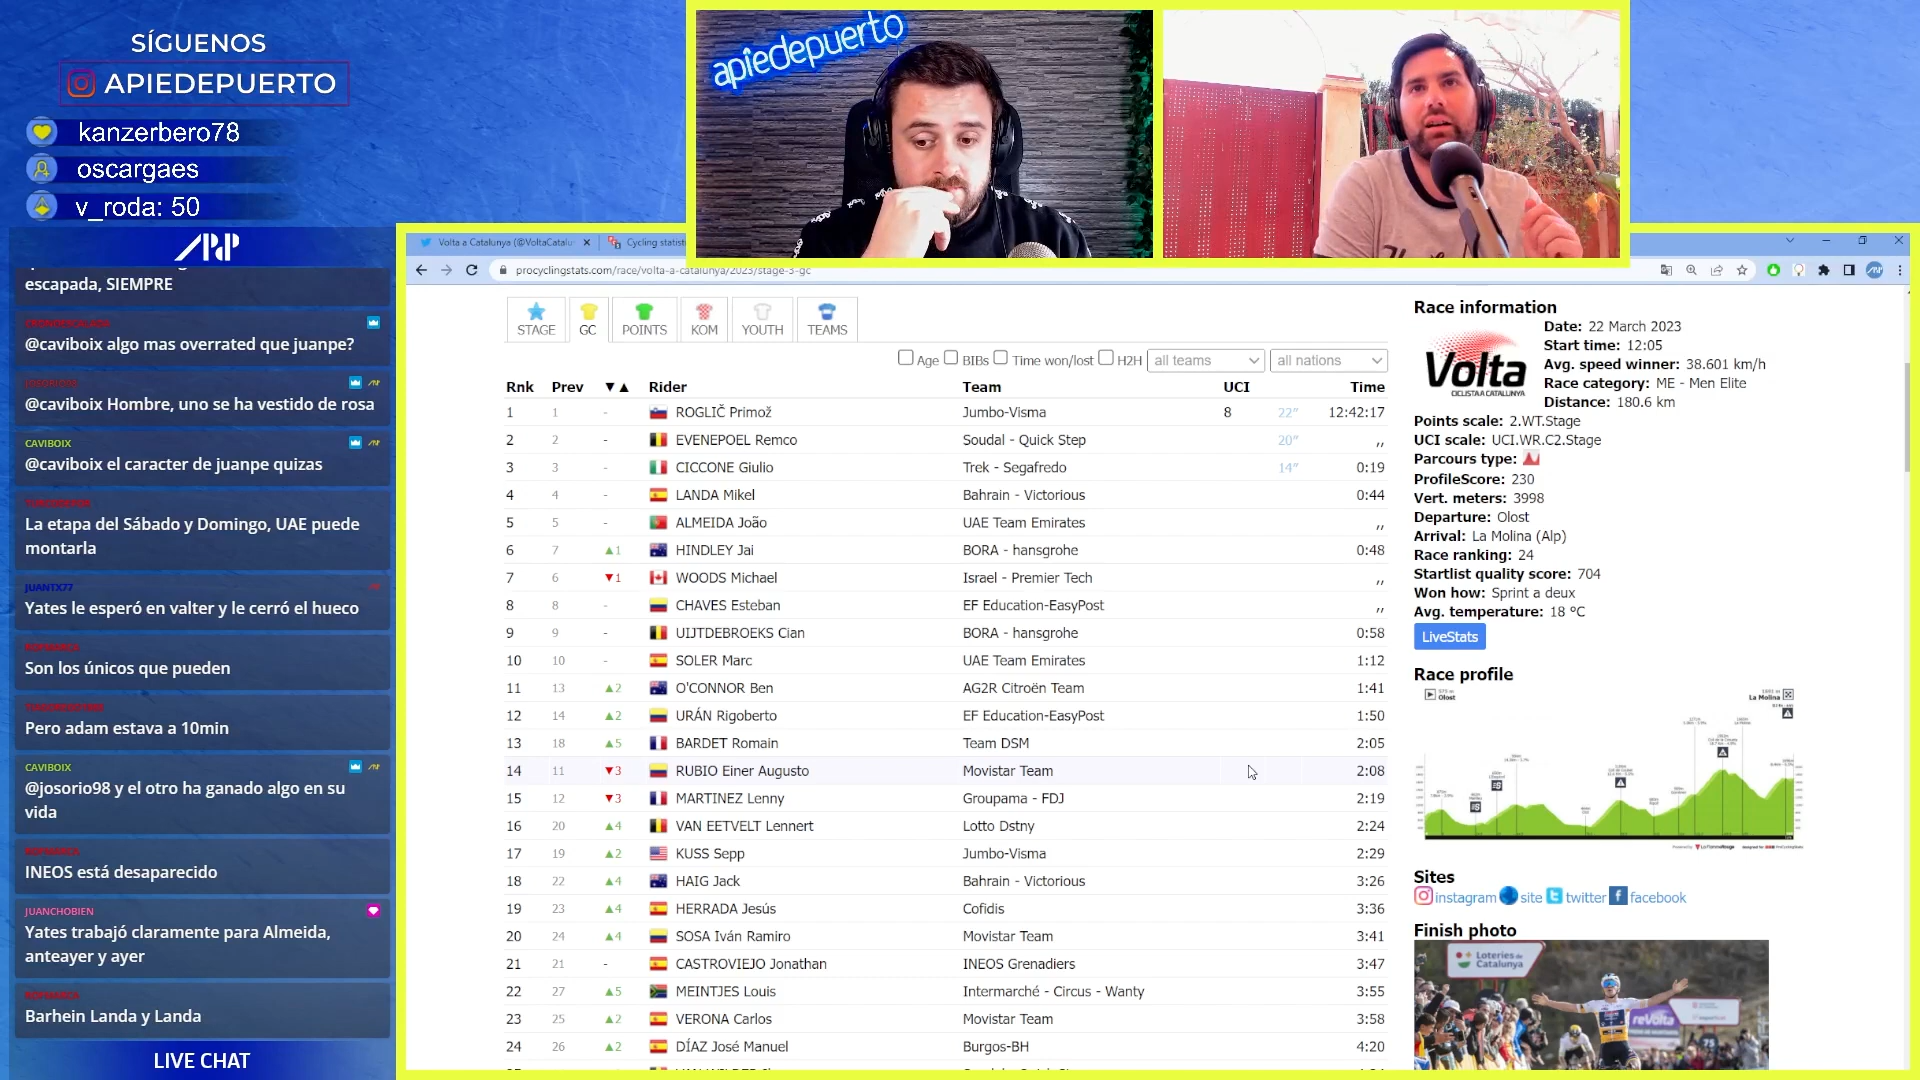 SÍGUENOS
APIEDEPUERTO
kanzerbero78
oscargaes
v_roda: 50
escapada, SIEMPRE
@caviboix algo mas overrated que juanpe?
@caviboix Hombre, uno se ha vestido de rosa
CAVIBOIX
@caviboix el caracter de juanpe quizas
La etapa del Sábado y Domingo, UAE puede
montarla
JUANTX77
Yates le esperó en valter y le cerró el hueco
Son los únicos que pueden
Pero adam estava a 10min
CAVIBOIX
@josorio98 y el otro ha ganado algo en su
vida
INEOS está desaparecido
JUANCHOBIEN
Yates trabajó claramente para Almeida,
anteayer y ayer
Barhein Landa y Landa
LIVE CHAT
apiedepuerto
Volta a Catalunya (@VoltaCatalu
Cycling statist
procyclingstats.com/race/volta-a-catalunya/2023/stage-3-gc
STAGE GC POINTS KOM YOUTH TEAMS
Age BIBs Time won/lost H2H all teams all nations
Rnk Prev ▼▲ Rider Team UCI Time
1 1 - ROGLIČ Primož Jumbo-Visma 8 22″ 12:42:17
2 2 - EVENEPOEL Remco Soudal - Quick Step 20″ ,,
3 3 - CICCONE Giulio Trek - Segafredo 14″ 0:19
4 4 - LANDA Mikel Bahrain - Victorious 0:44
5 5 - ALMEIDA João UAE Team Emirates ,,
6 7 ▲1 HINDLEY Jai BORA - hansgrohe 0:48
7 6 ▼1 WOODS Michael Israel - Premier Tech ,,
8 8 - CHAVES Esteban EF Education-EasyPost ,,
9 9 - UIJTDEBROEKS Cian BORA - hansgrohe 0:58
10 10 - SOLER Marc UAE Team Emirates 1:12
11 13 ▲2 O'CONNOR Ben AG2R Citroën Team 1:41
12 14 ▲2 URÁN Rigoberto EF Education-EasyPost 1:50
13 18 ▲5 BARDET Romain Team DSM 2:05
14 11 ▼3 RUBIO Einer Augusto Movistar Team 2:08
15 12 ▼3 MARTINEZ Lenny Groupama - FDJ 2:19
16 20 ▲4 VAN EETVELT Lennert Lotto Dstny 2:24
17 19 ▲2 KUSS Sepp Jumbo-Visma 2:29
18 22 ▲4 HAIG Jack Bahrain - Victorious 3:26
19 23 ▲4 HERRADA Jesús Cofidis 3:36
20 24 ▲4 SOSA Iván Ramiro Movistar Team 3:41
21 21 - CASTROVIEJO Jonathan INEOS Grenadiers 3:47
22 27 ▲5 MEINTJES Louis Intermarché - Circus - Wanty 3:55
23 25 ▲2 VERONA Carlos Movistar Team 3:58
24 26 ▲2 DÍAZ José Manuel Burgos-BH 4:20
Race information
Volta
CICLISTA A CATALUNYA
Date: 22 March 2023
Start time: 12:05
Avg. speed winner: 38.601 km/h
Race category: ME - Men Elite
Distance: 180.6 km
Points scale: 2.WT.Stage
UCI scale: UCI.WR.C2.Stage
Parcours type:
ProfileScore: 230
Vert. meters: 3998
Departure: Olost
Arrival: La Molina (Alp)
Race ranking: 24
Startlist quality score: 704
Won how: Sprint a deux
Avg. temperature: 18 °C
LiveStats
Race profile
Olost
La Molina
Sites
instagram site twitter facebook
Finish photo
Loteries de
Catalunya
reVolta